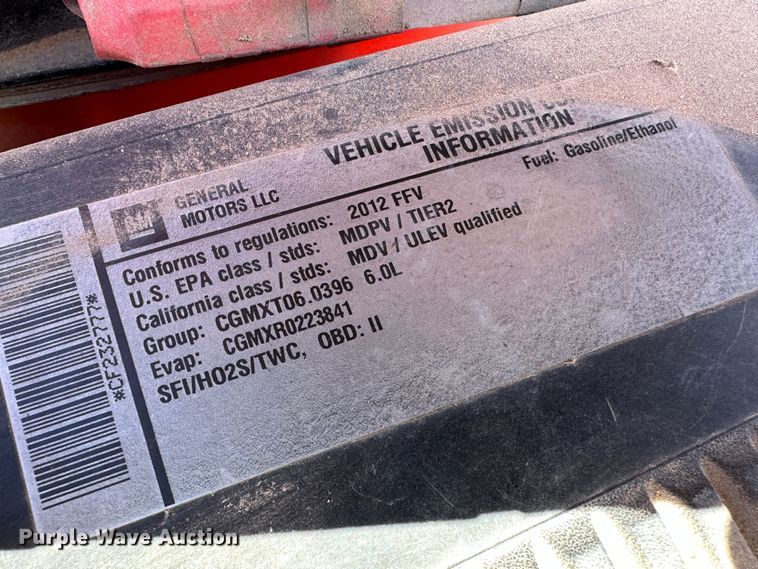 VEHICLE EMISSION
INFORMATION
GM
GENERAL
MOTORS LLC
Fuel: Gasoline/Ethanol
Conforms to regulations: 2012 FFV
U.S. EPA class / stds: MDPV / TIER2
California class / stds: MDV / ULEV qualified
Group: CGMXT06.0396 6.0L
Evap: CGMXR0223841
SFI/HO2S/TWC, OBD: II
*CF232777*
Purple Wave Auction